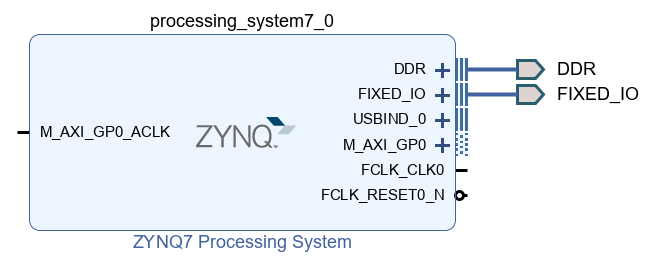 processing_system7_0
DDR
DDR
FIXED_IO
FIXED_IO
USBIND_0
M_AXI_GP0_ACLK
ZYNQ
M_AXI_GP0
FCLK_CLK0
FCLK_RESET0_N
ZYNQ7 Processing System